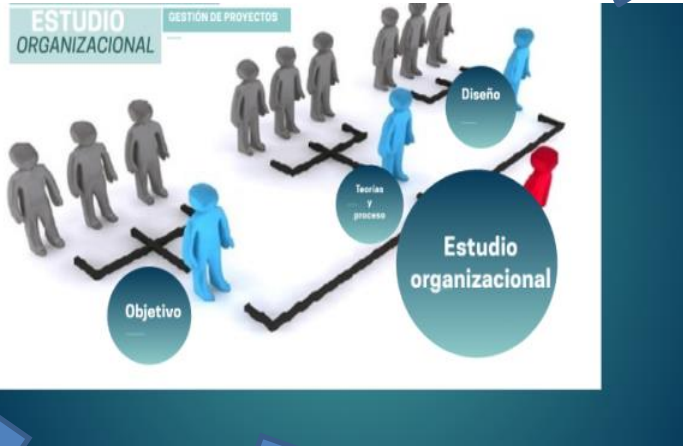 ESTUDIO
ORGANIZACIONAL
GESTIÓN DE PROYECTOS
Diseño
Teorías
y
proceso
Estudio
organizacional
Objetivo